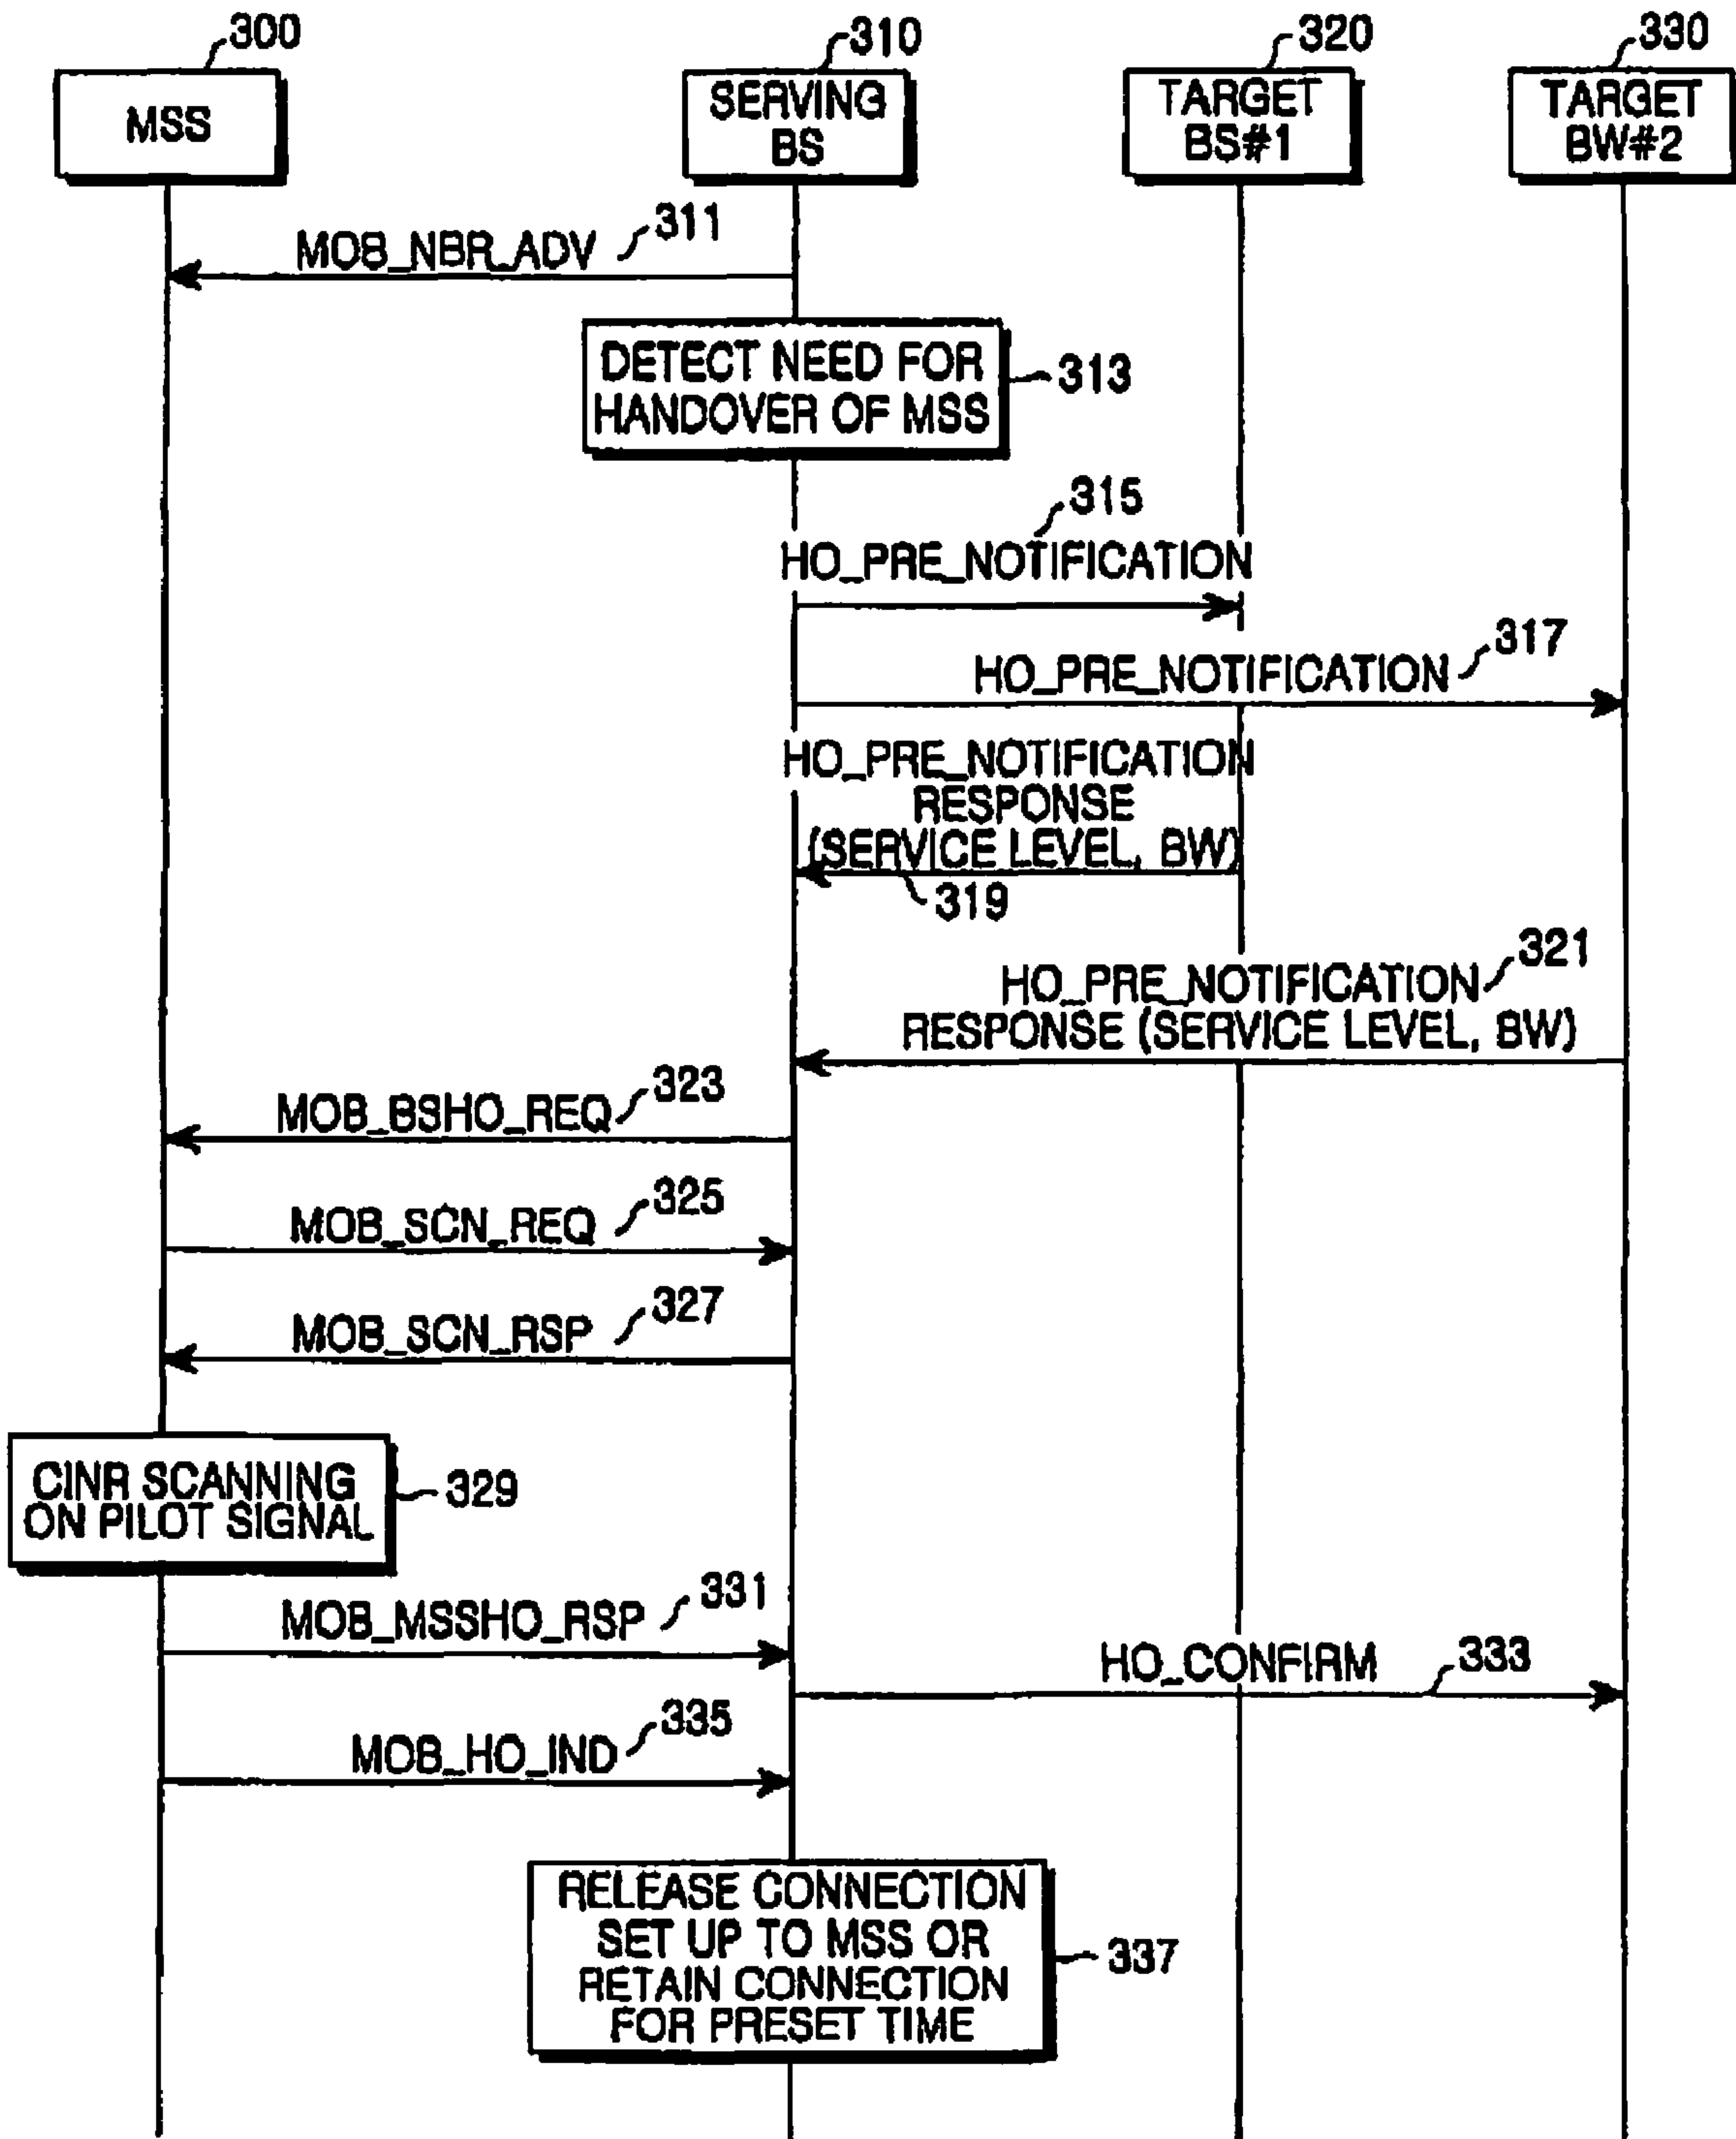 300
310
320
330
MSS
SERVING
BS
TARGET
BS#1
TARGET
BW#2
311
MOB_NBR_ADV
DETECT NEED FOR
HANDOVER OF MSS
313
315
HO_PRE_NOTIFICATION
317
HO_PRE_NOTIFICATION
HO_PRE_NOTIFICATION
RESPONSE
(SERVICE LEVEL, BW)
319
321
HO_PRE_NOTIFICATION
RESPONSE (SERVICE LEVEL, BW)
323
MOB_BSHO_REQ
325
MOB_SCN_REQ
327
MOB_SCN_RSP
CINR SCANNING
ON PILOT SIGNAL
329
331
MOB_MSSHO_RSP
HO_CONFIRM
333
335
MOB_HO_IND
RELEASE CONNECTION
SET UP TO MSS OR
RETAIN CONNECTION
FOR PRESET TIME
337